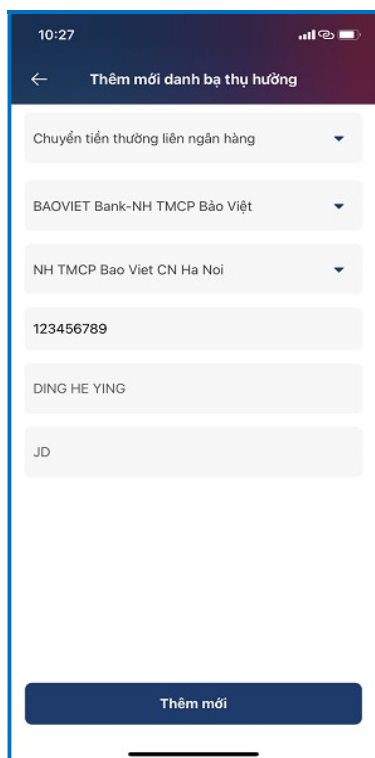 10:27
Thêm mới danh bạ thụ hưởng
Chuyển tiền thường liên ngân hàng
BAOVIET Bank-NH TMCP Bảo Việt
NH TMCP Bao Viet CN Ha Noi
123456789
DING HE YING
JD
Thêm mới